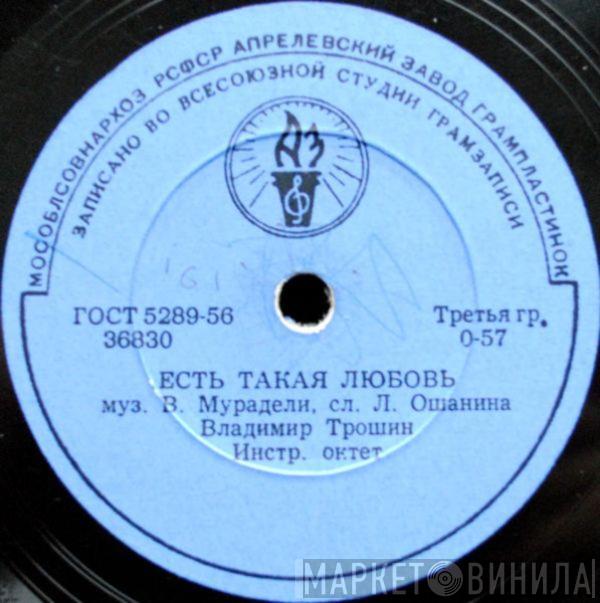 МОСОБЛСОВНАРХОЗ РСФСР АПРЕЛЕВСКИЙ ЗАВОД ГРАМПЛАСТИНОК
ЗАПИСАНО ВО ВСЕСОЮЗНОЙ СТУДИИ ГРАМЗАПИСИ
АЗ
'61
ГОСТ 5289-56
Третья гр.
36830
0-57
ЕСТЬ ТАКАЯ ЛЮБОВЬ
муз. В. Мурадели, сл. Л. Ошанина
Владимир Трошин
Инстр. октет
МАРКЕТ ВИНИЛА